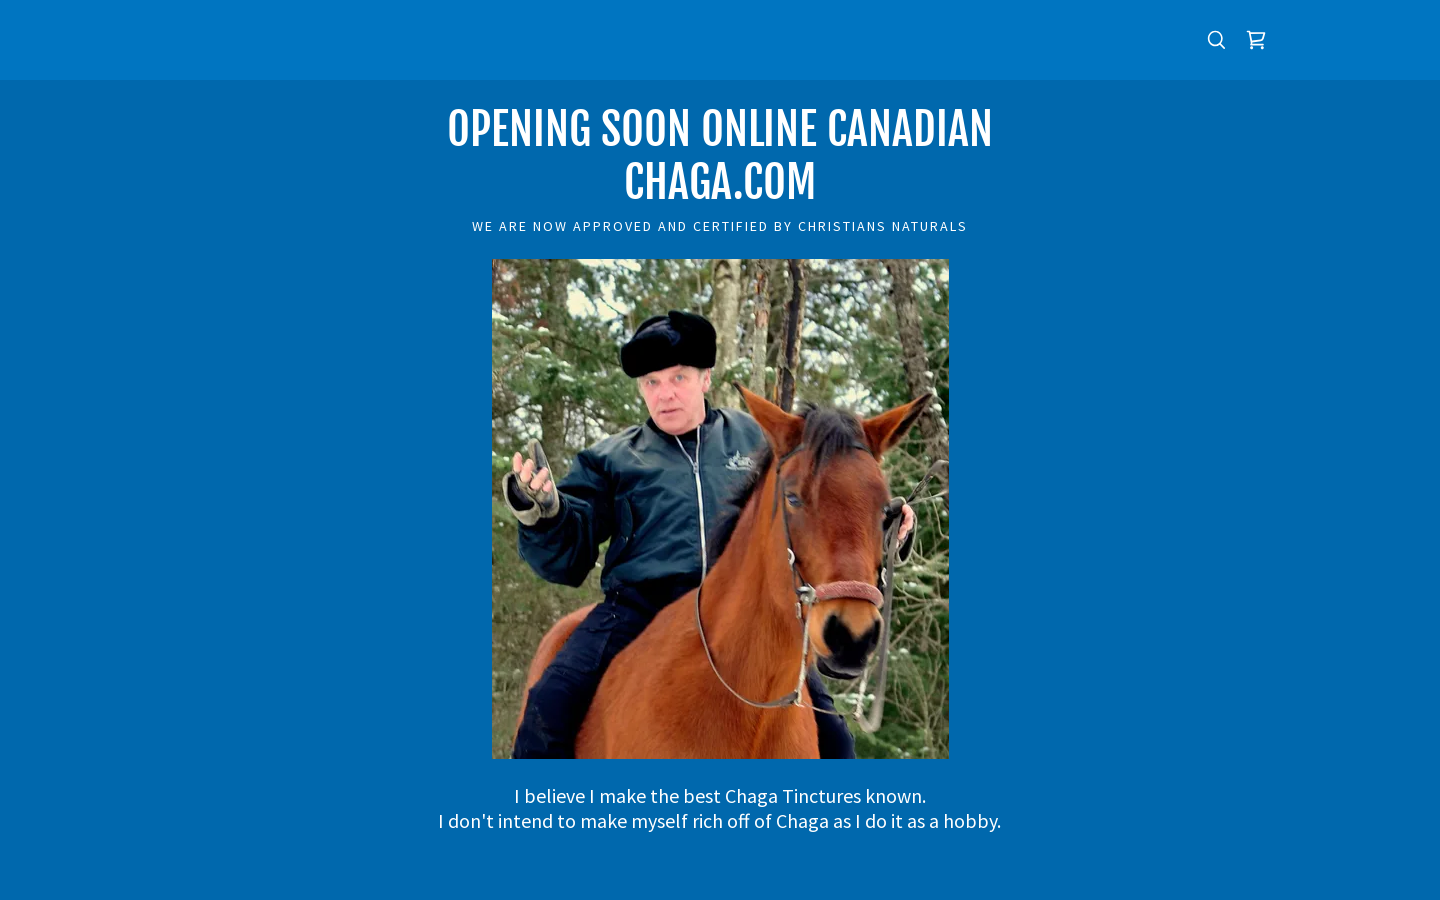 OPENING SOON ONLINE CANADIAN
CHAGA.COM
WE ARE NOW APPROVED AND CERTIFIED BY CHRISTIANS NATURALS
I believe I make the best Chaga Tinctures known.
I don't intend to make myself rich off of Chaga as I do it as a hobby.